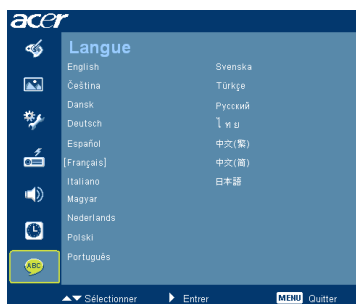 acer
Langue
English
Čeština
Dansk
Deutsch
Español
[Français]
Italiano
Magyar
Nederlands
Polski
Português
Svenska
Türkçe
Русский
ไทย
中文(繁)
中文(简)
日本語
ABC
Sélectionner Entrer MENU Quitter